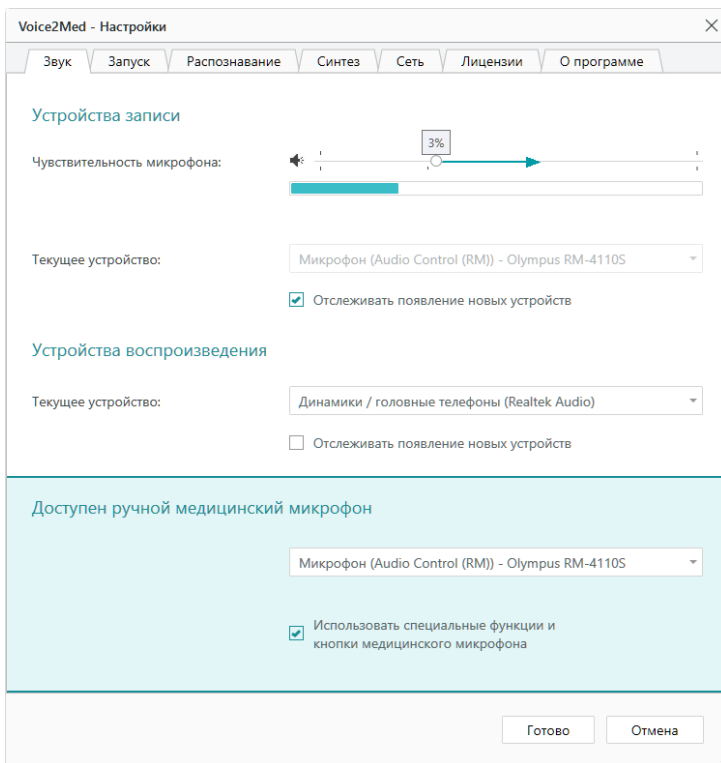 Voice2Med - Настройки
Звук Запуск Распознавание Синтез Сеть Лицензии О программе
Устройства записи
3%
Чувствительность микрофона:
Текущее устройство: Микрофон (Audio Control (RM)) - Olympus RM-4110S
Отслеживать появление новых устройств
Устройства воспроизведения
Текущее устройство: Динамики / головные телефоны (Realtek Audio)
Отслеживать появление новых устройств
Доступен ручной медицинский микрофон
Микрофон (Audio Control (RM)) - Olympus RM-4110S
Использовать специальные функции и
кнопки медицинского микрофона
Готово Отмена